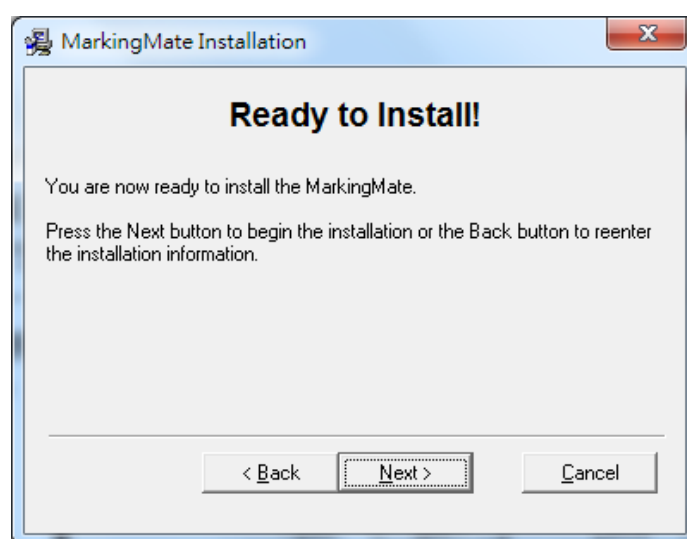 MarkingMate Installation
Ready to Install!
You are now ready to install the MarkingMate.
Press the Next button to begin the installation or the Back button to reenter
the installation information.
< Back Next > Cancel